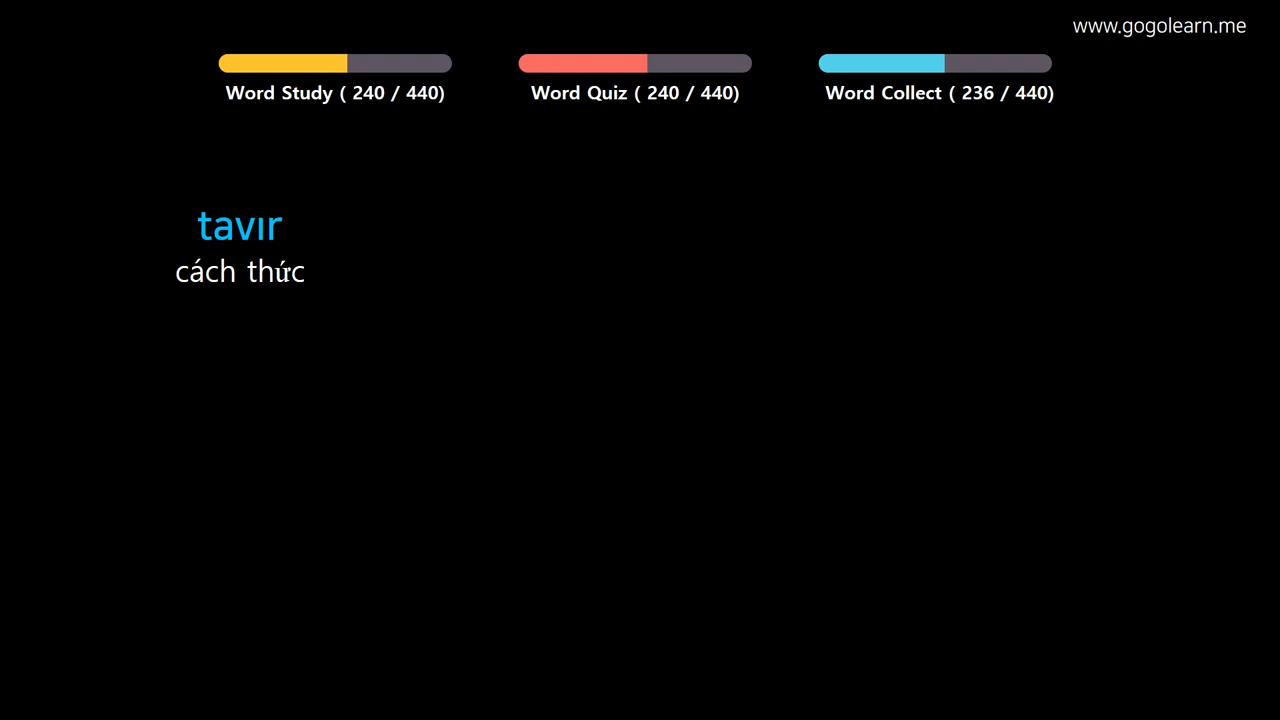 www.gogolearn.me
Word Study ( 240 / 440)
Word Quiz ( 240 / 440)
Word Collect ( 236 / 440)
tavır
cách thức